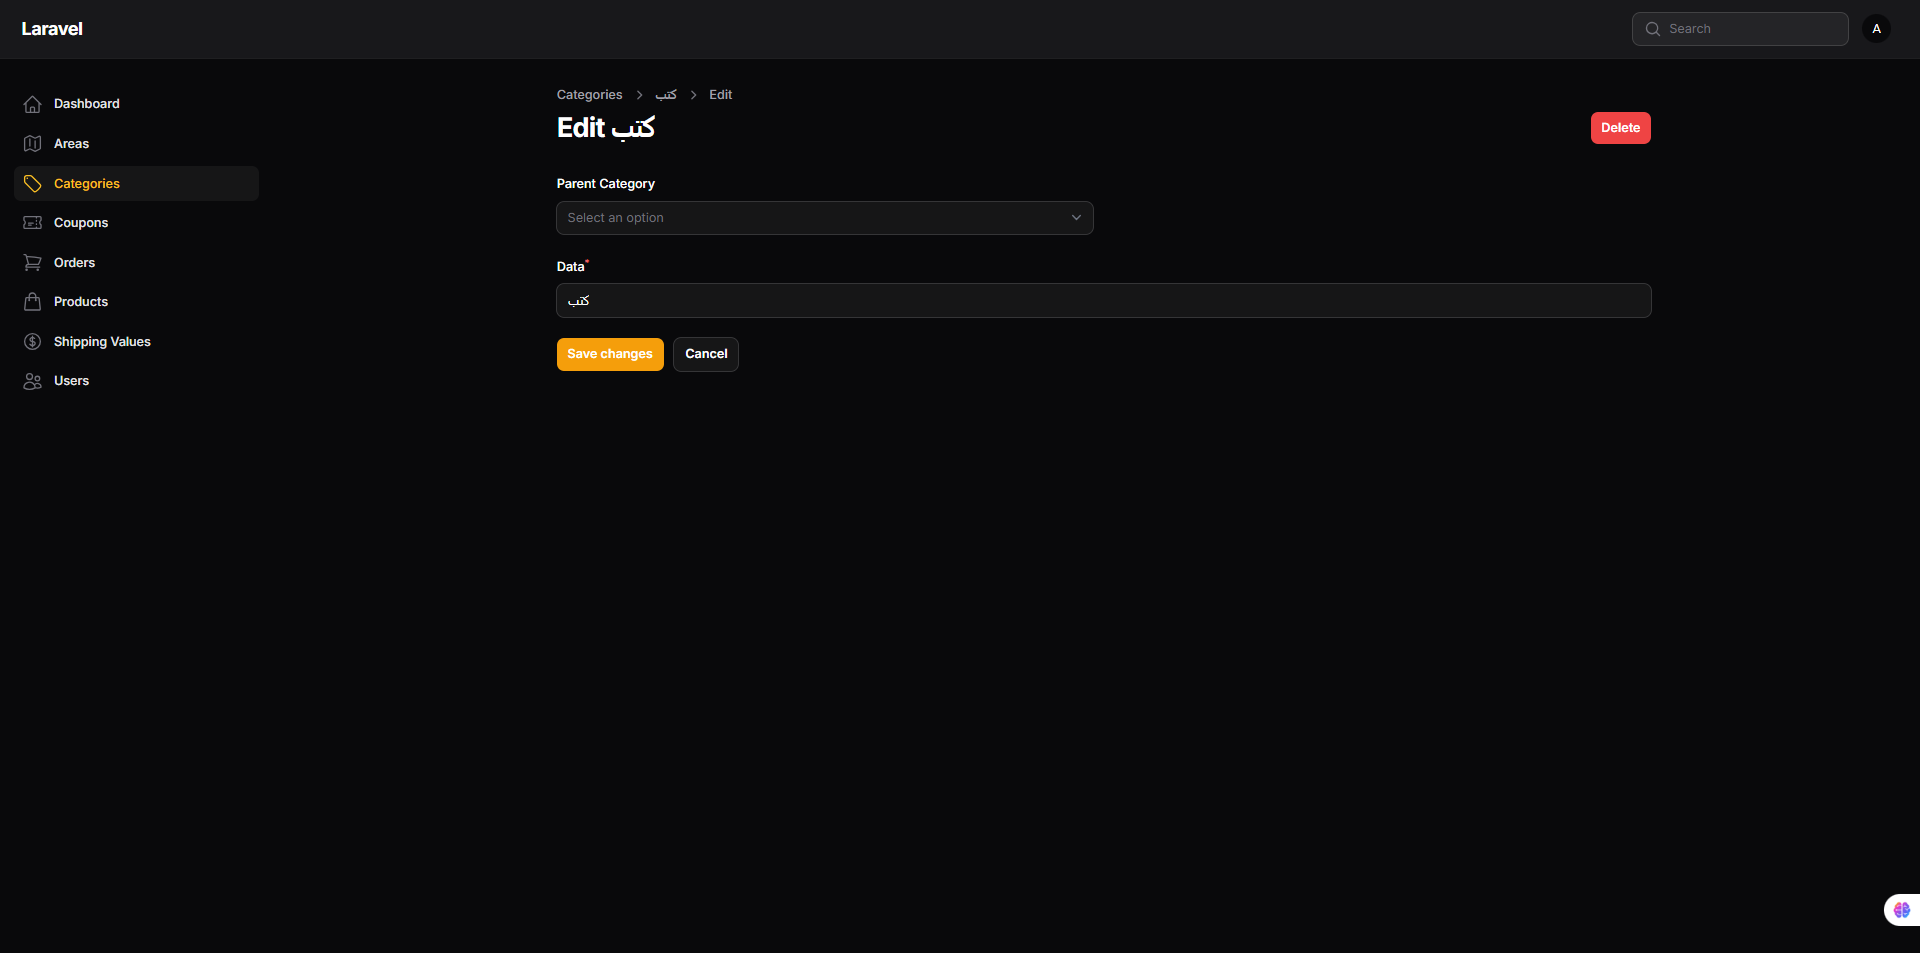 Laravel
Search
A
Dashboard
Areas
Categories
Coupons
Orders
Products
Shipping Values
Users
Categories > كتب > Edit
Edit كتب
Delete
Parent Category
Select an option
Data*
كتب
Save changes
Cancel